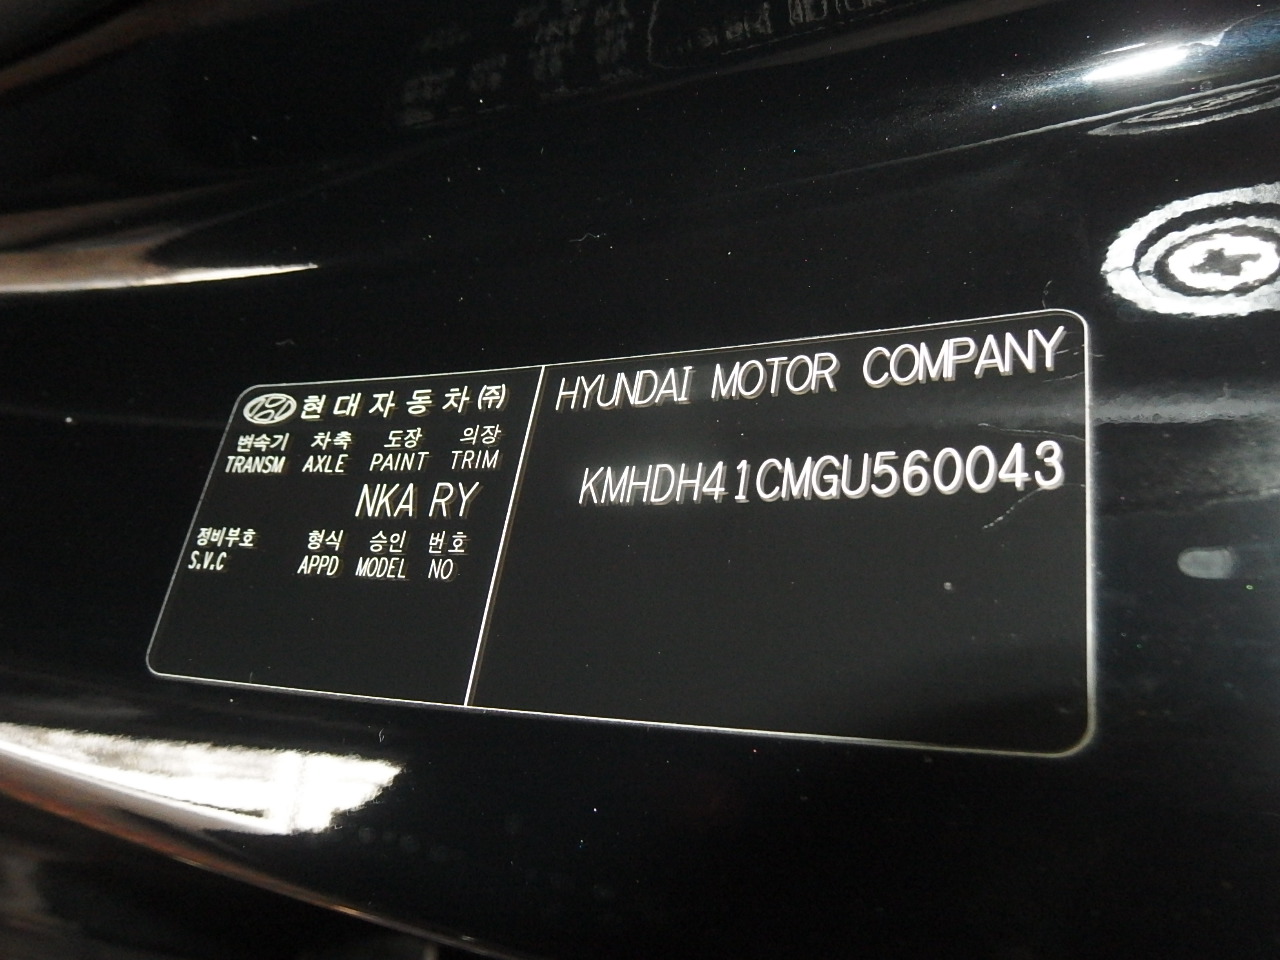 현대자동차(주)
변속기 차축 도장 의장
TRANSM AXLE PAINT TRIM
NKA RY
정비부호 형식 승인 번호
S.V.C APPD MODEL NO
HYUNDAI MOTOR COMPANY
KMHDH41CMGU560043